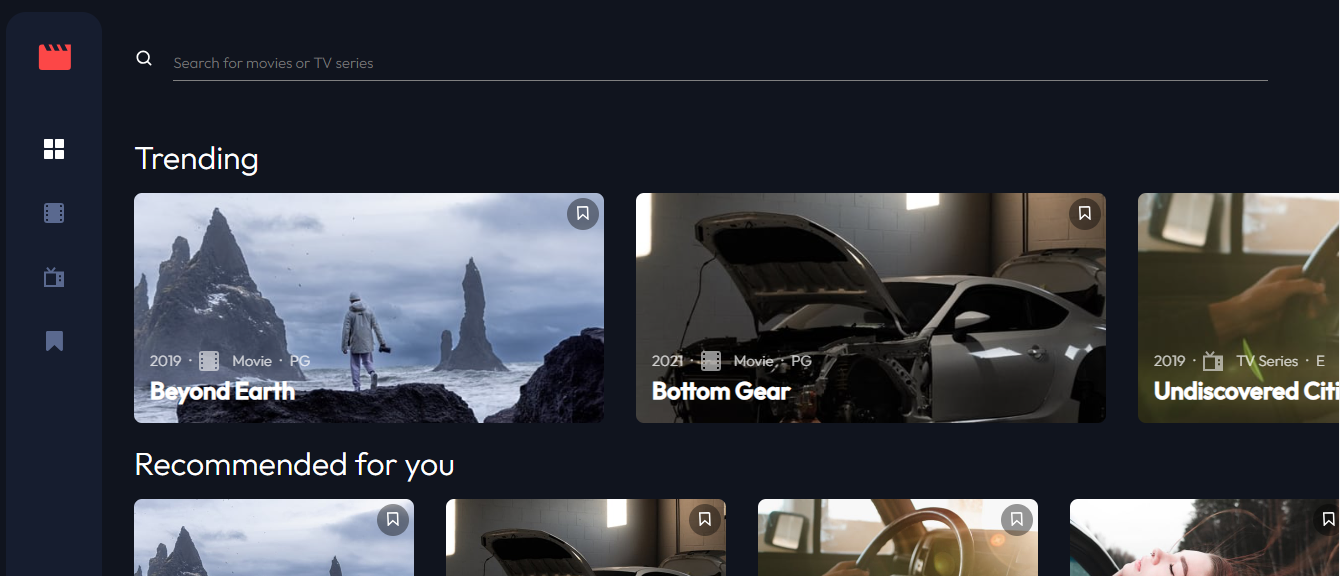 Search for movies or TV series
Trending
2019 · Movie · PG
Beyond Earth
2021 · Movie · PG
Bottom Gear
2019 · TV Series · E
Undiscovered Citi
Recommended for you